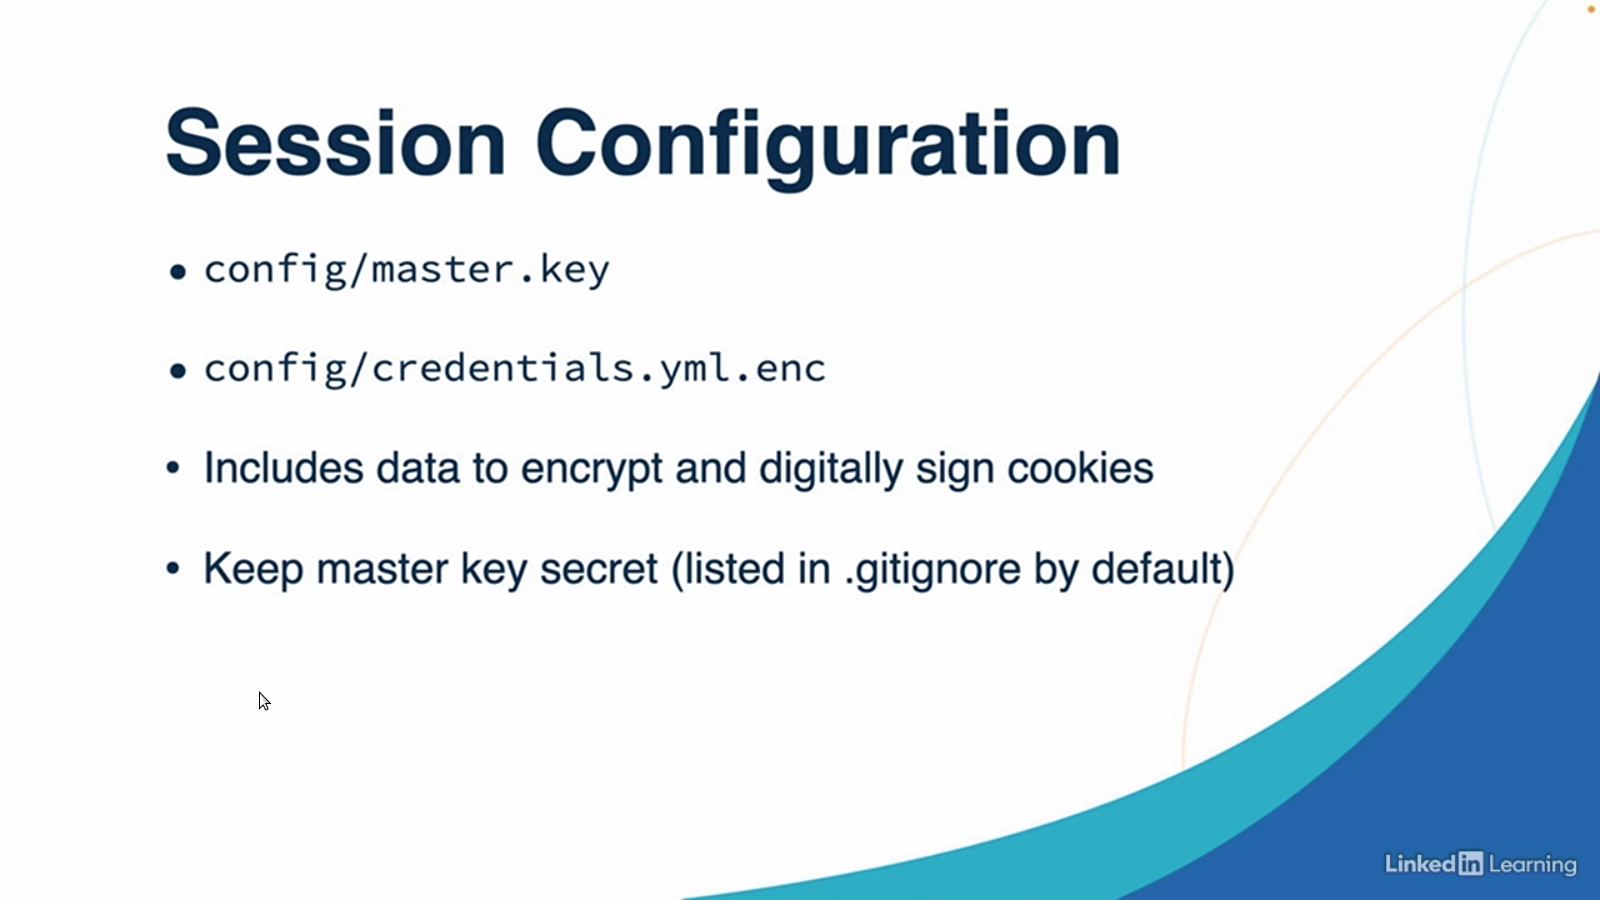 Session Configuration
• config/master.key
• config/credentials.yml.enc
• Includes data to encrypt and digitally sign cookies
• Keep master key secret (listed in .gitignore by default)
Linked in Learning